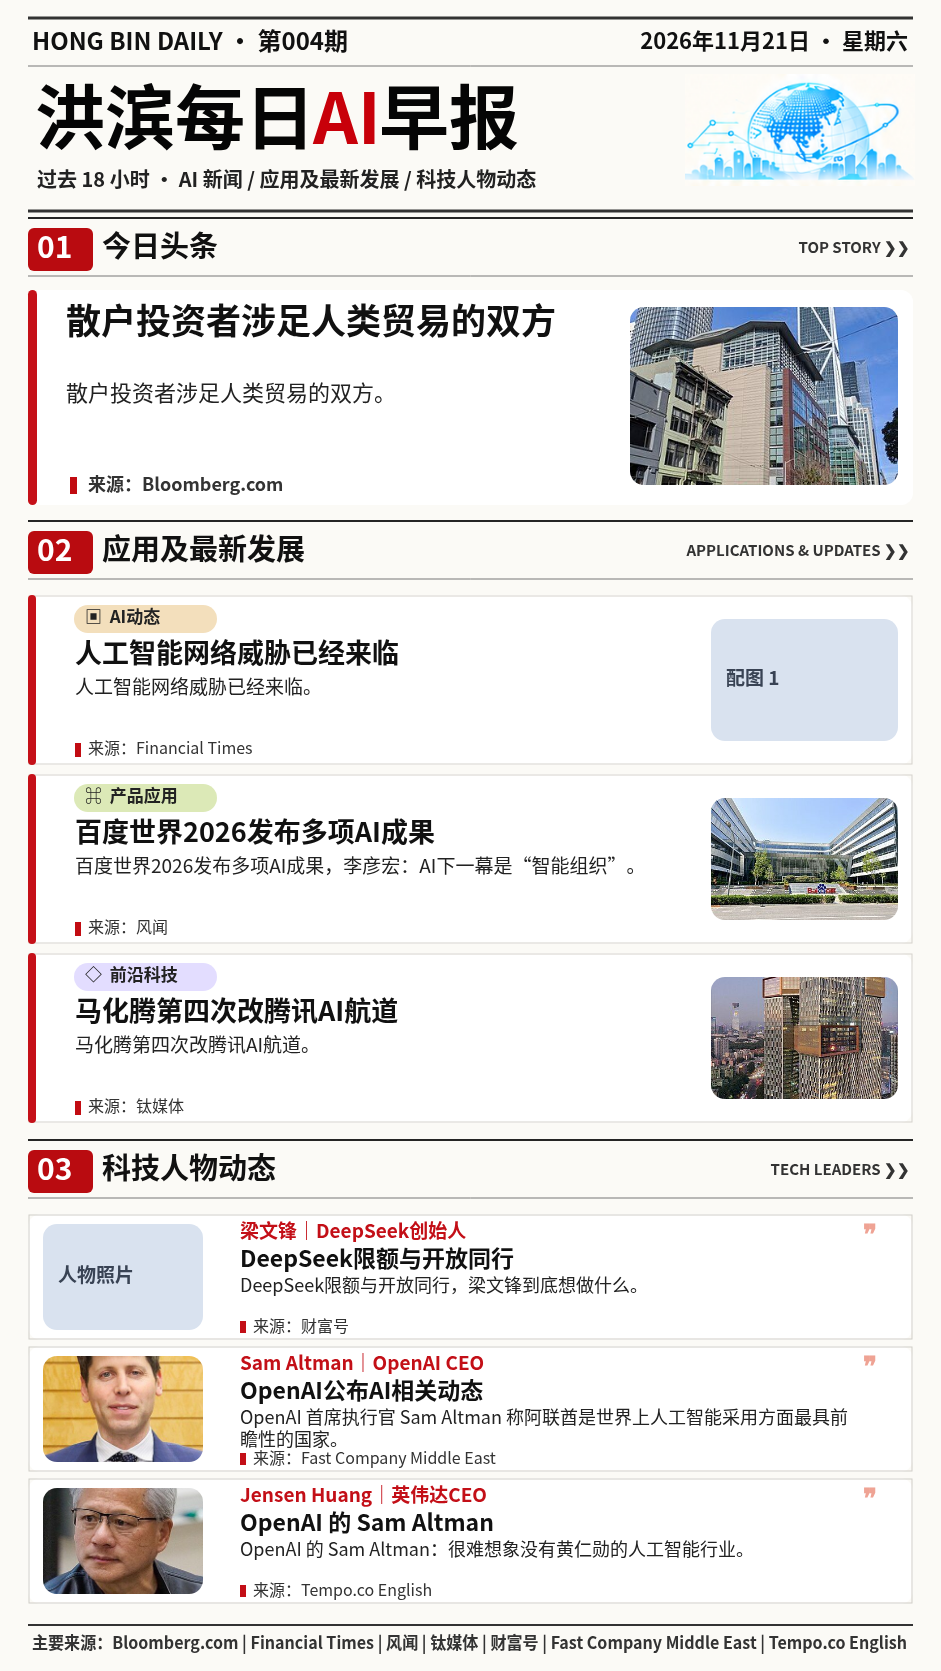 HONG BIN DAILY • 第004期
2026年11月21日 • 星期六
洪滨每日AI早报
过去 18 小时 • AI 新闻 / 应用及最新发展 / 科技人物动态
01 今日头条
TOP STORY ❯❯
散户投资者涉足人类贸易的双方
散户投资者涉足人类贸易的双方。
来源：Bloomberg.com
02 应用及最新发展
APPLICATIONS & UPDATES ❯❯
▣ AI动态
人工智能网络威胁已经来临
人工智能网络威胁已经来临。
来源：Financial Times
配图 1
⌘ 产品应用
百度世界2026发布多项AI成果
百度世界2026发布多项AI成果，李彦宏：AI下一幕是“智能组织”。
来源：风闻
◇ 前沿科技
马化腾第四次改腾讯AI航道
马化腾第四次改腾讯AI航道。
来源：钛媒体
03 科技人物动态
TECH LEADERS ❯❯
人物照片
梁文锋｜DeepSeek创始人
DeepSeek限额与开放同行
DeepSeek限额与开放同行，梁文锋到底想做什么。
来源：财富号
Sam Altman｜OpenAI CEO
OpenAI公布AI相关动态
OpenAI 首席执行官 Sam Altman 称阿联酋是世界上人工智能采用方面最具前
瞻性的国家。
来源：Fast Company Middle East
Jensen Huang｜英伟达CEO
OpenAI 的 Sam Altman
OpenAI 的 Sam Altman：很难想象没有黄仁勋的人工智能行业。
来源：Tempo.co English
主要来源：Bloomberg.com | Financial Times | 风闻 | 钛媒体 | 财富号 | Fast Company Middle East | Tempo.co English